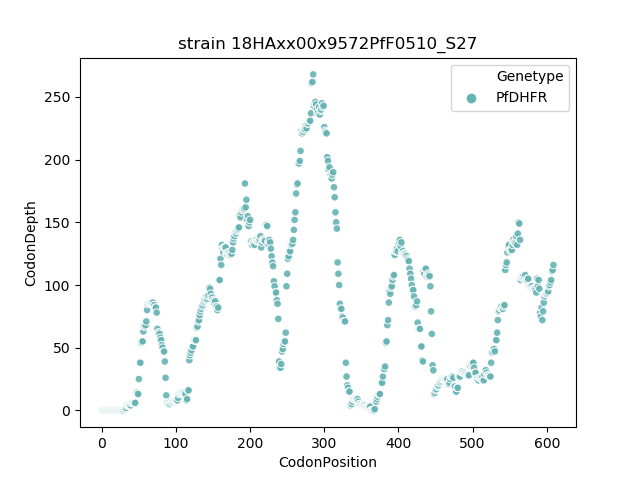 strain 18HAxx00x9572PfF0510_S27
Genetype
PfDHFR
CodonDepth
250
200
150
100
50
0
0 100 200 300 400 500 600
CodonPosition